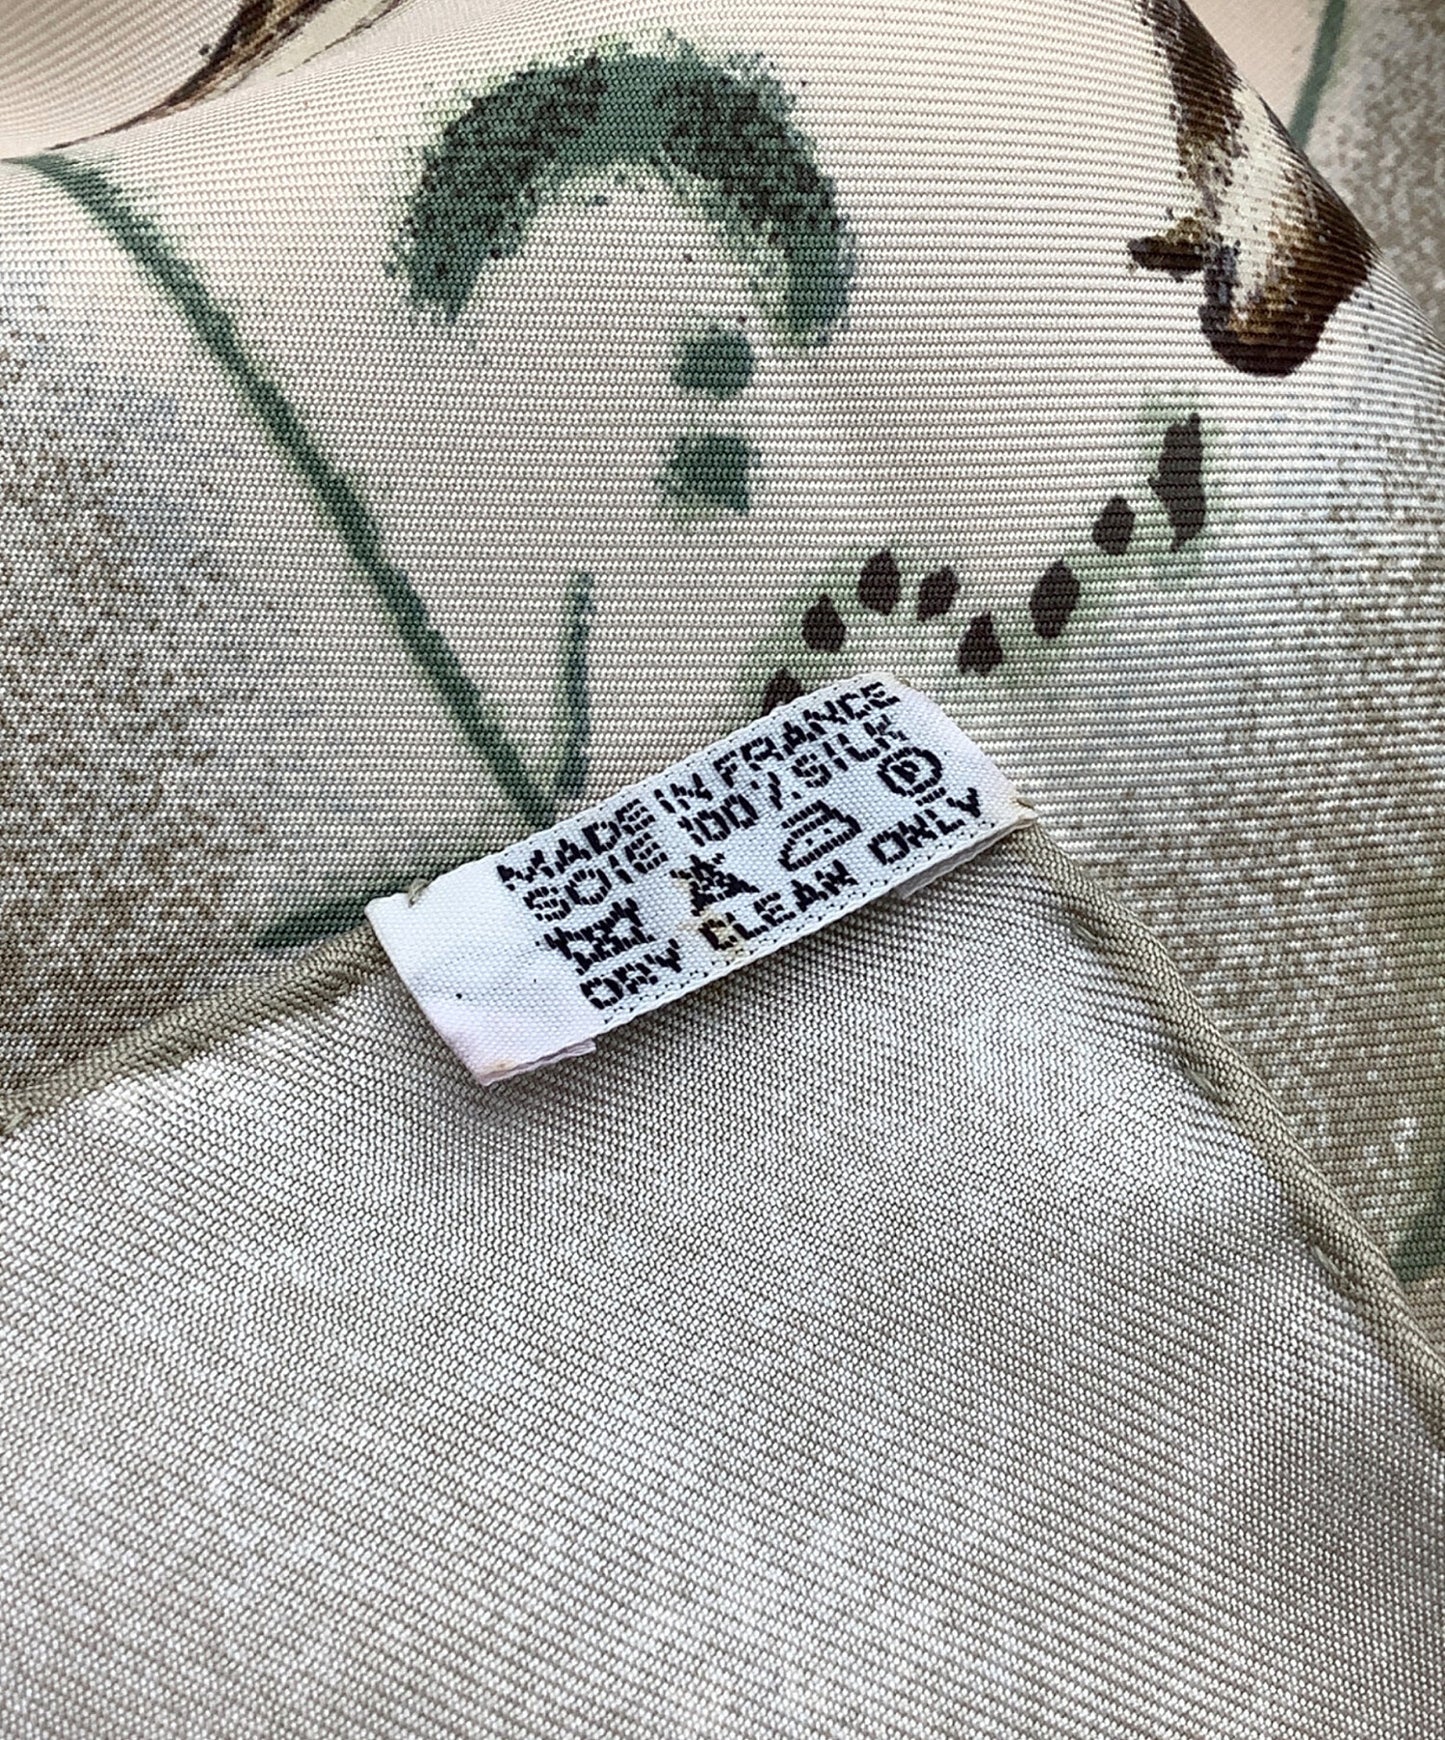 MADE IN FRANCE
SOIE 100% SILK
P
DRY CLEAN ONLY